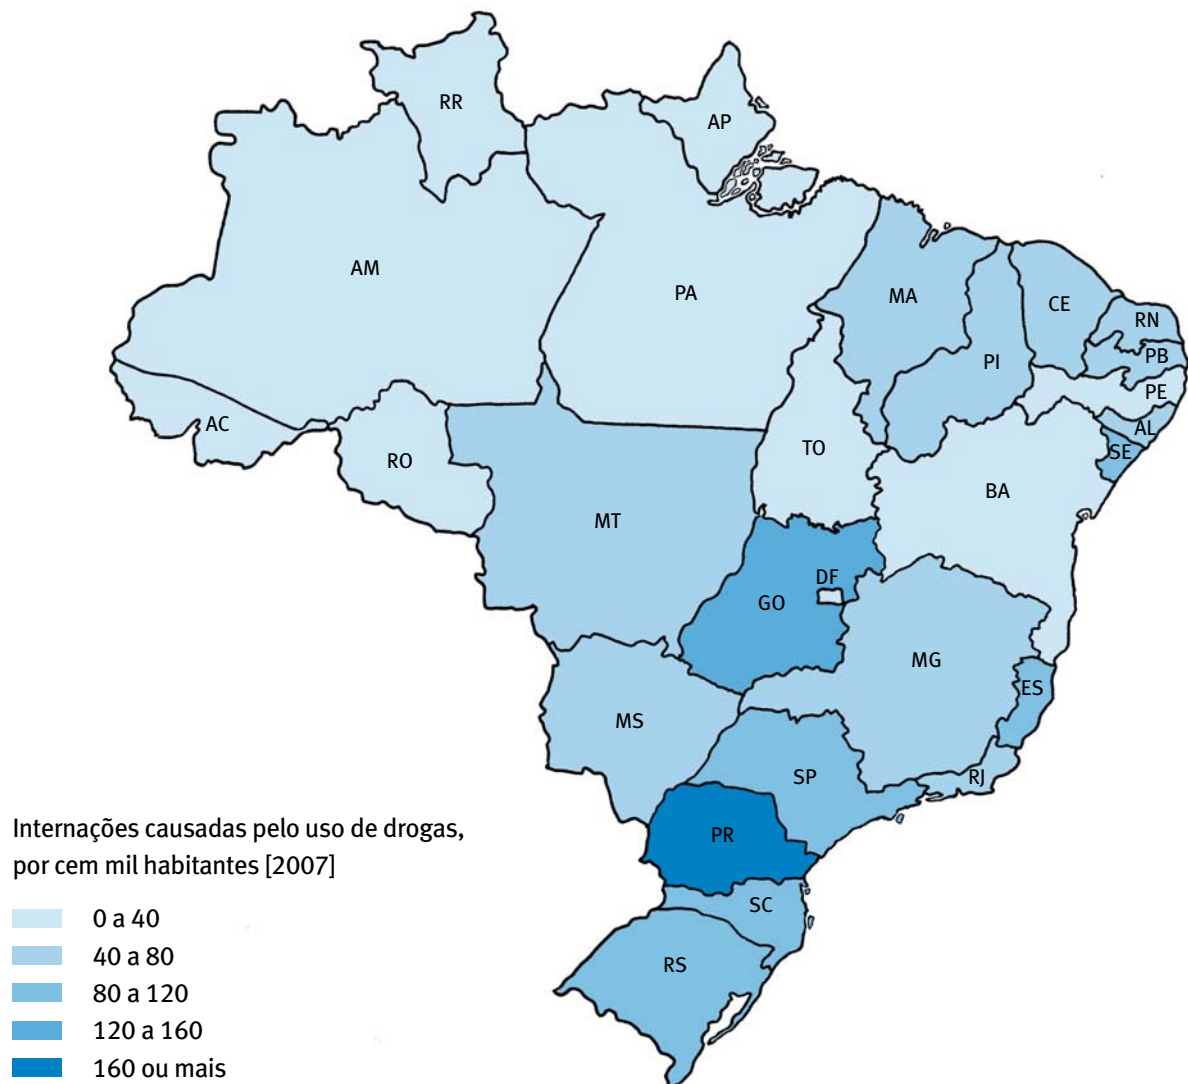 RR
AP
AM
PA
MA
CE
RN
PB
PI
PE
AL
SE
AC
RO
TO
BA
MT
DF
GO
MG
ES
MS
SP
RJ
PR
SC
RS
Internações causadas pelo uso de drogas,
por cem mil habitantes [2007]
0 a 40
40 a 80
80 a 120
120 a 160
160 ou mais